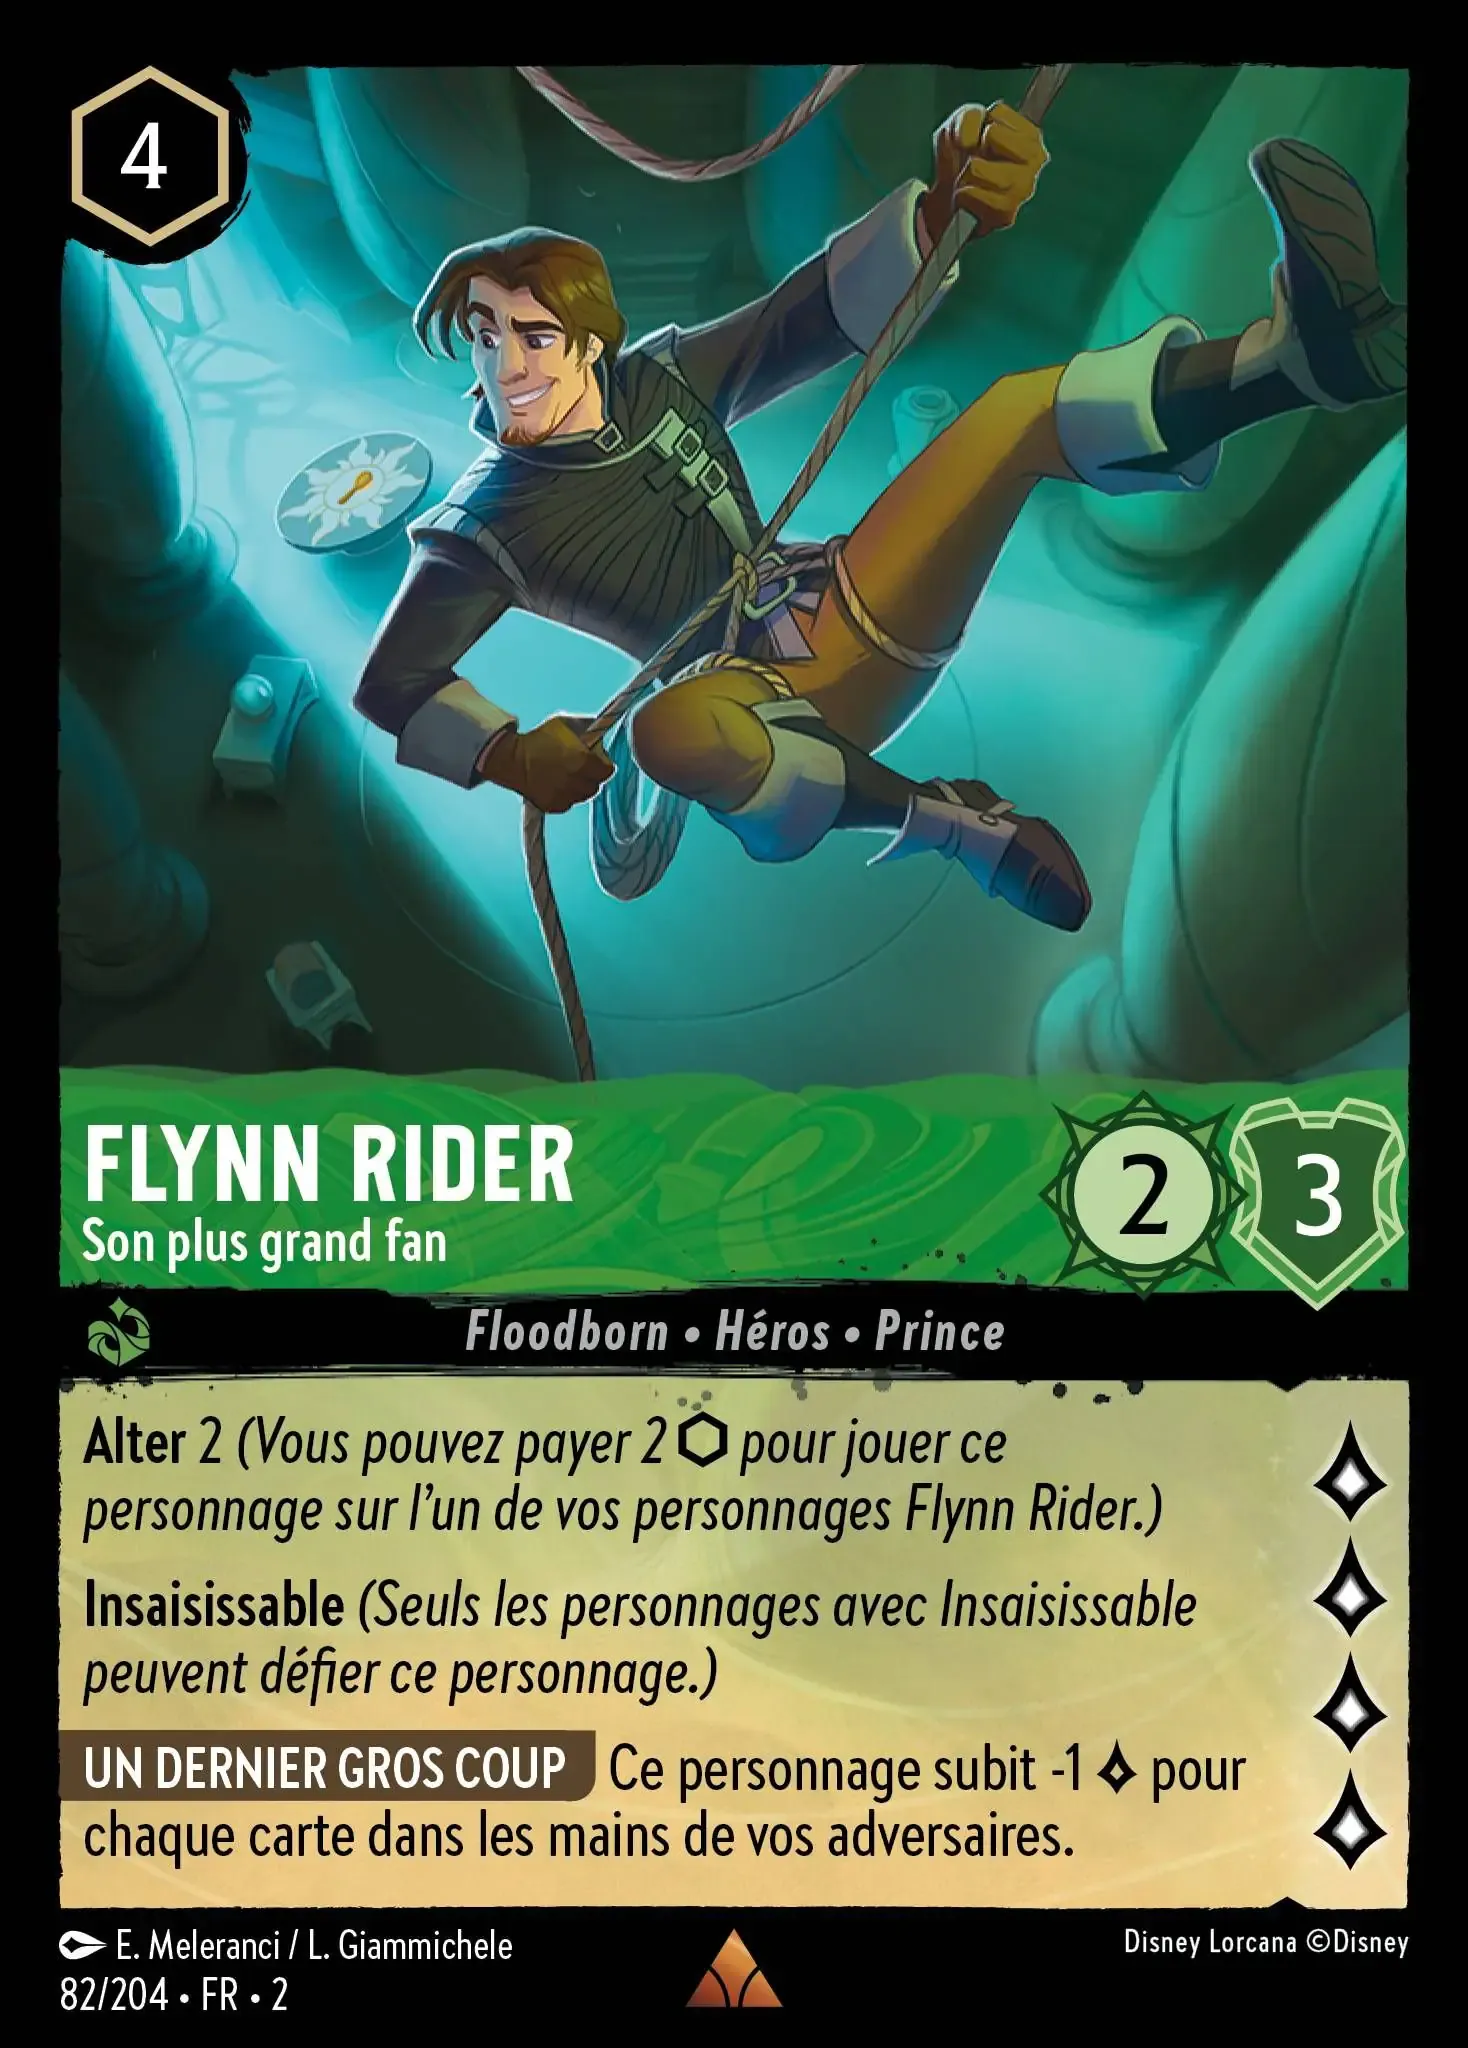 4
FLYNN RIDER
Son plus grand fan
2
3
Floodborn • Héros • Prince
Alter 2 (Vous pouvez payer 2 pour jouer ce
personnage sur l'un de vos personnages Flynn Rider.)
Insaisissable (Seuls les personnages avec Insaisissable
peuvent défier ce personnage.)
UN DERNIER GROS COUP Ce personnage subit -1 pour
chaque carte dans les mains de vos adversaires.
E. Meleranci / L. Giammichele
Disney Lorcana ©Disney
82/204 • FR • 2